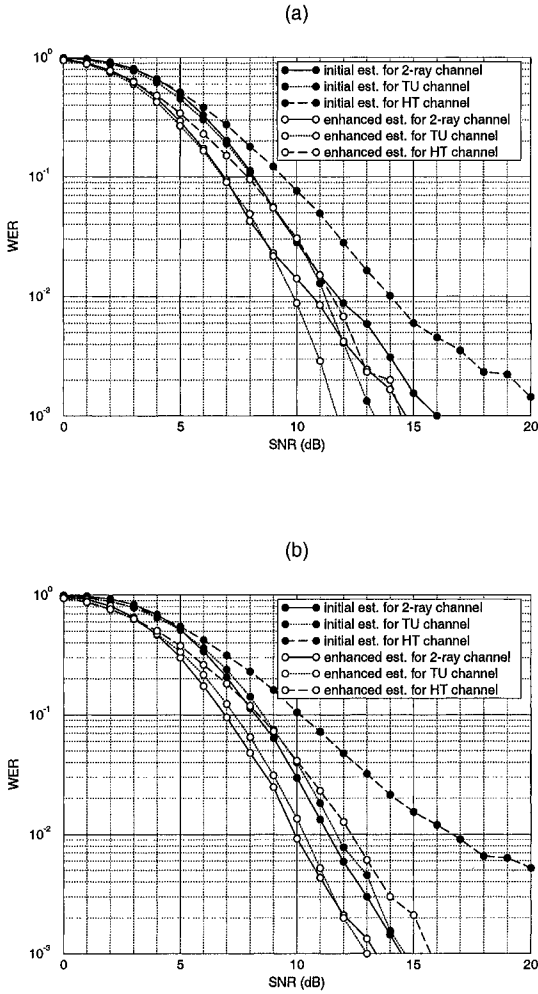 (a)
10^0
10^-1
10^-2
10^-3
WER
initial est. for 2-ray channel
initial est. for TU channel
initial est. for HT channel
enhanced est. for 2-ray channel
enhanced est. for TU channel
enhanced est. for HT channel
0 5 10 15 20
SNR (dB)
(b)
10^0
10^-1
10^-2
10^-3
WER
initial est. for 2-ray channel
initial est. for TU channel
initial est. for HT channel
enhanced est. for 2-ray channel
enhanced est. for TU channel
enhanced est. for HT channel
0 5 10 15 20
SNR (dB)